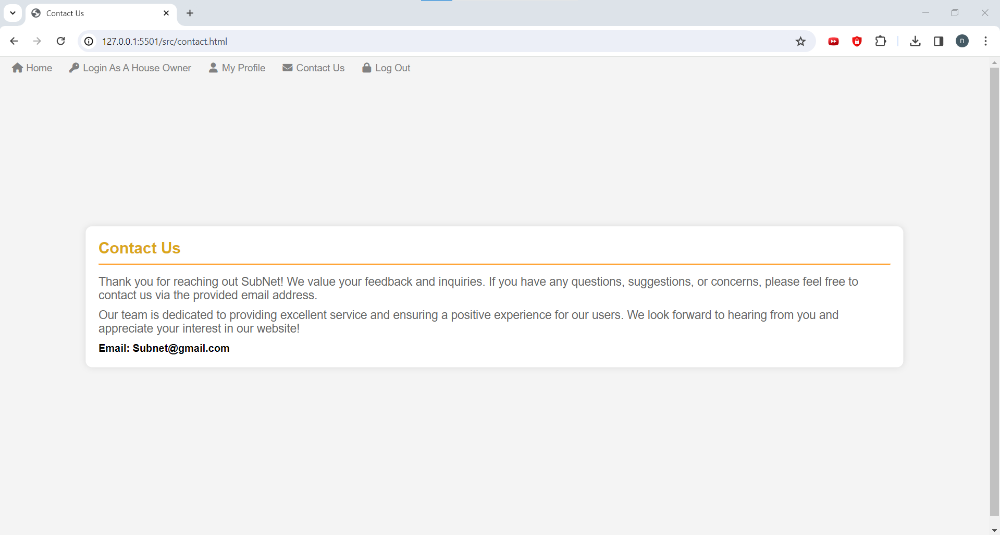 Contact Us
127.0.0.1:5501/src/contact.html
n
Home Login As A House Owner My Profile Contact Us Log Out
Contact Us
Thank you for reaching out SubNet! We value your feedback and inquiries. If you have any questions, suggestions, or concerns, please feel free to
contact us via the provided email address.
Our team is dedicated to providing excellent service and ensuring a positive experience for our users. We look forward to hearing from you and
appreciate your interest in our website!
Email: Subnet@gmail.com